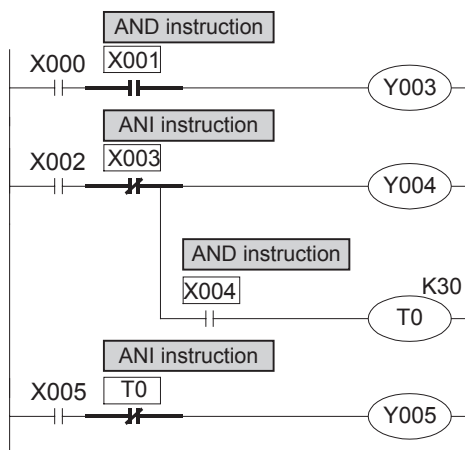 AND instruction
X000 X001
Y003
ANI instruction
X002 X003
Y004
AND instruction
X004
K30
T0
ANI instruction
X005 T0
Y005